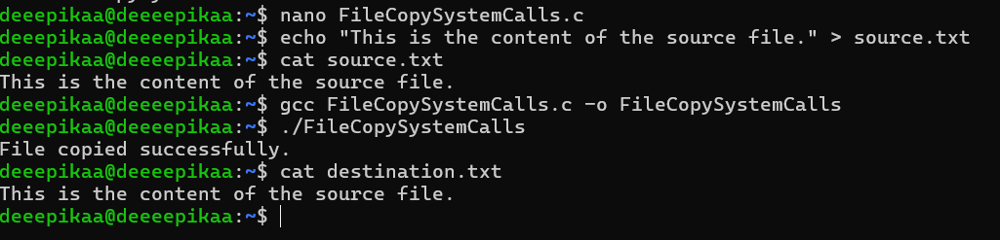 deeepikaa@deeeepikaa:~$ nano FileCopySystemCalls.c
deeepikaa@deeeepikaa:~$ echo "This is the content of the source file." > source.txt
deeepikaa@deeeepikaa:~$ cat source.txt
This is the content of the source file.
deeepikaa@deeeepikaa:~$ gcc FileCopySystemCalls.c -o FileCopySystemCalls
deeepikaa@deeeepikaa:~$ ./FileCopySystemCalls
File copied successfully.
deeepikaa@deeeepikaa:~$ cat destination.txt
This is the content of the source file.
deeepikaa@deeeepikaa:~$